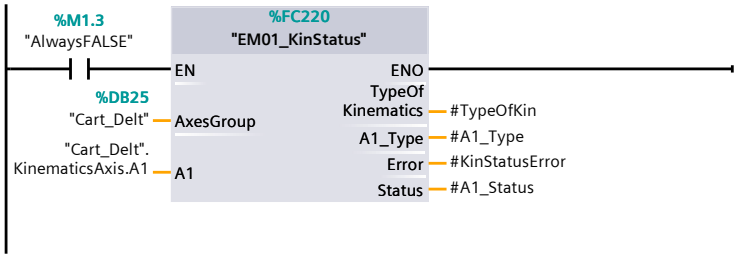 %M1.3
"AlwaysFALSE"
%FC220
"EM01_KinStatus"
EN
ENO
%DB25
"Cart_Delt"
AxesGroup
TypeOf
Kinematics
#TypeOfKin
A1_Type
#A1_Type
"Cart_Delt".
KinematicsAxis.A1
A1
Error
#KinStatusError
Status
#A1_Status